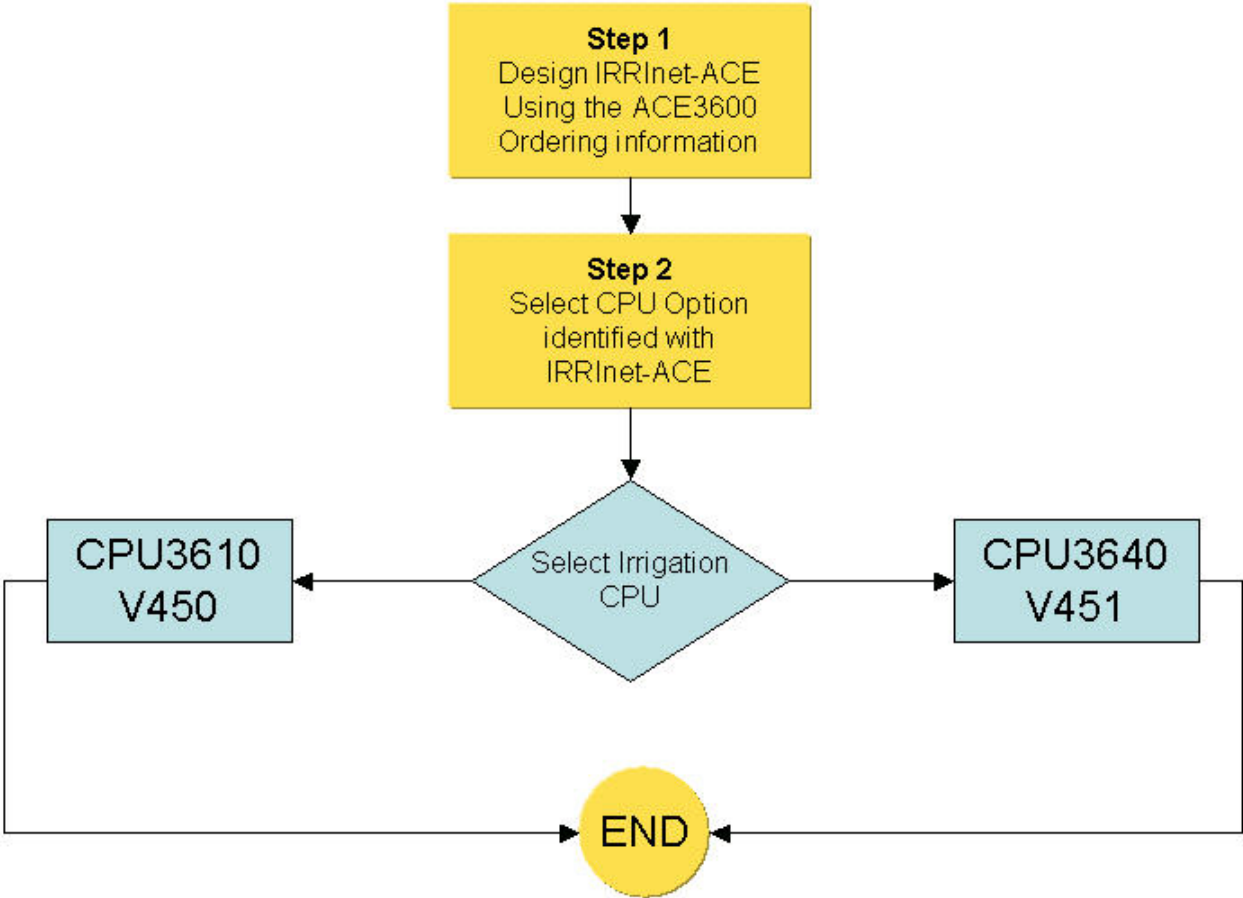 Step 1
Design IRRInet-ACE
Using the ACE3600
Ordering information
Step 2
Select CPU Option
identified with
IRRInet-ACE
Select Irrigation
CPU
CPU3610
V450
CPU3640
V451
END